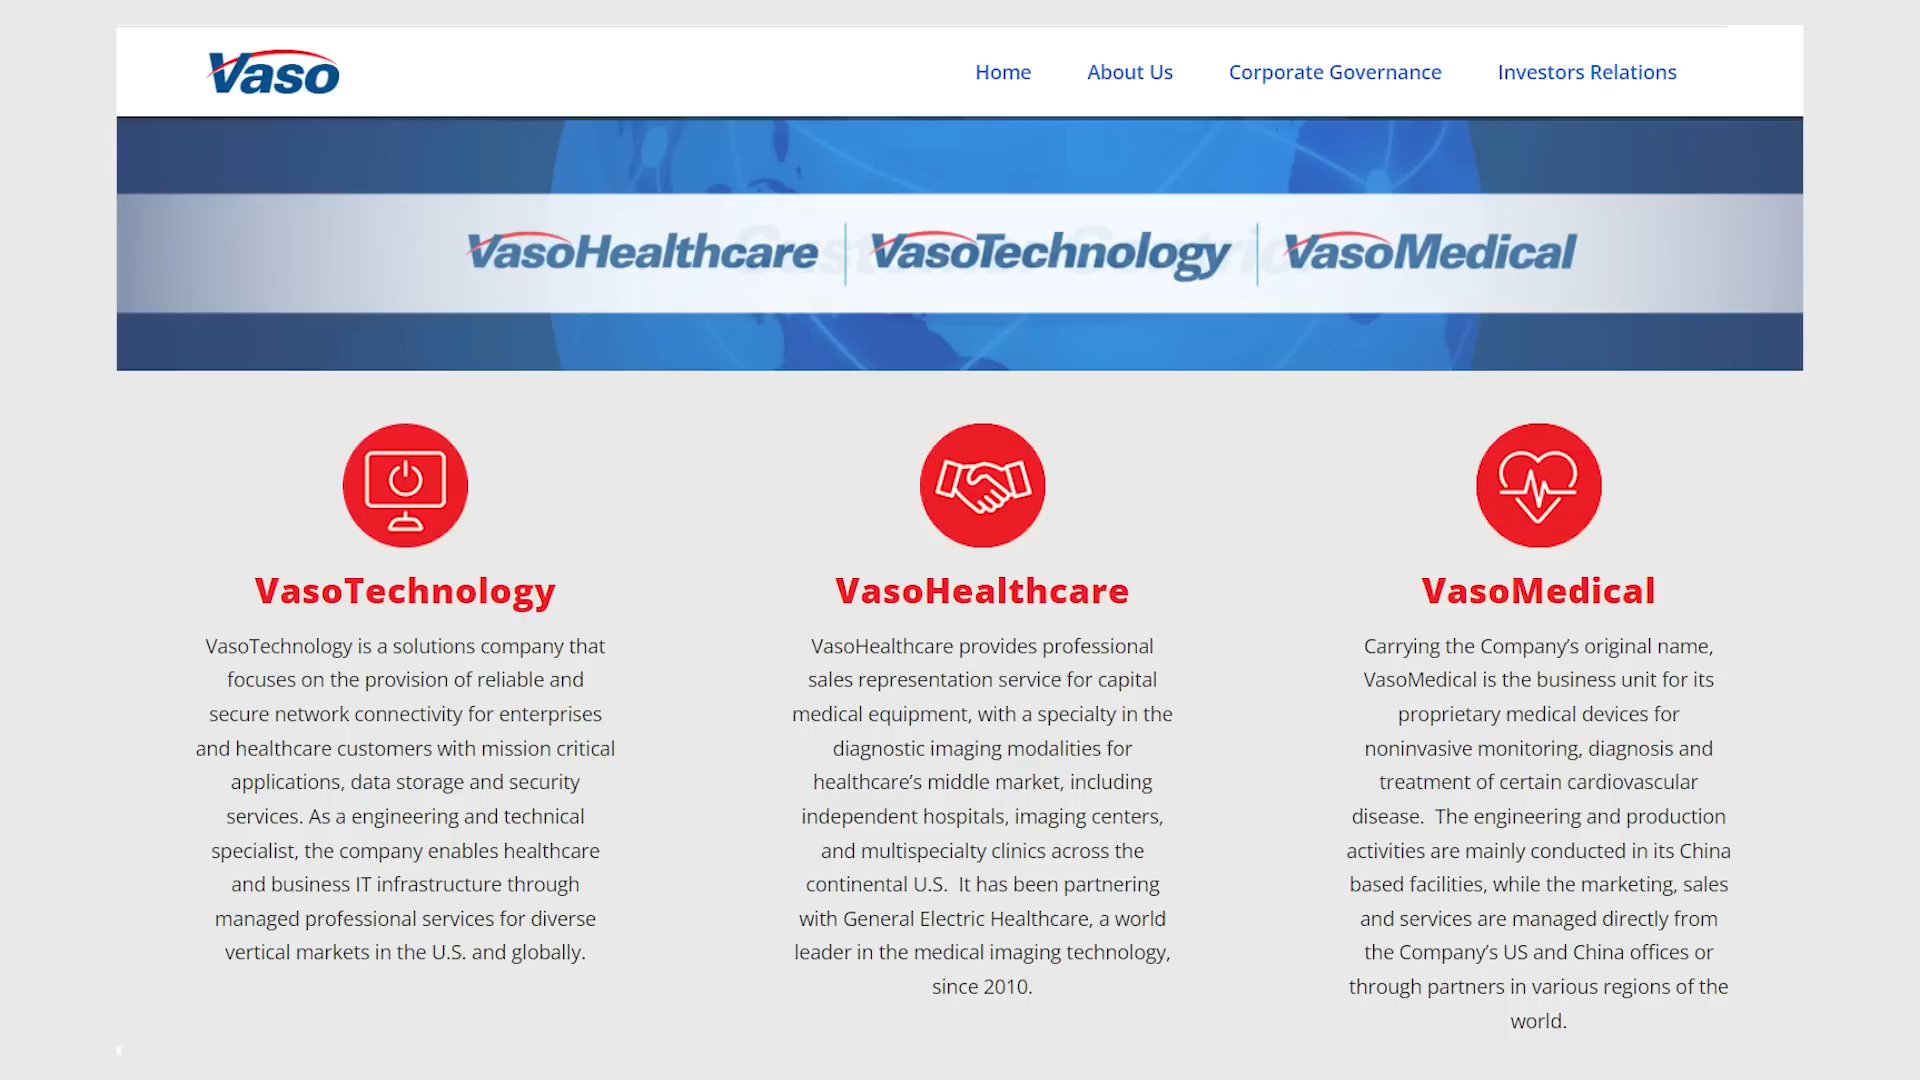 Vaso
Home
About Us
Corporate Governance
Investors Relations
VasoHealthcare
VasoTechnology
VasoMedical
VasoTechnology
VasoTechnology is a solutions company that
focuses on the provision of reliable and
secure network connectivity for enterprises
and healthcare customers with mission critical
applications, data storage and security
services. As a engineering and technical
specialist, the company enables healthcare
and business IT infrastructure through
managed professional services for diverse
vertical markets in the U.S. and globally.
VasoHealthcare
VasoHealthcare provides professional
sales representation service for capital
medical equipment, with a specialty in the
diagnostic imaging modalities for
healthcare’s middle market, including
independent hospitals, imaging centers,
and multispecialty clinics across the
continental U.S.  It has been partnering
with General Electric Healthcare, a world
leader in the medical imaging technology,
since 2010.
VasoMedical
Carrying the Company’s original name,
VasoMedical is the business unit for its
proprietary medical devices for
noninvasive monitoring, diagnosis and
treatment of certain cardiovascular
disease.  The engineering and production
activities are mainly conducted in its China
based facilities, while the marketing, sales
and services are managed directly from
the Company’s US and China offices or
through partners in various regions of the
world.